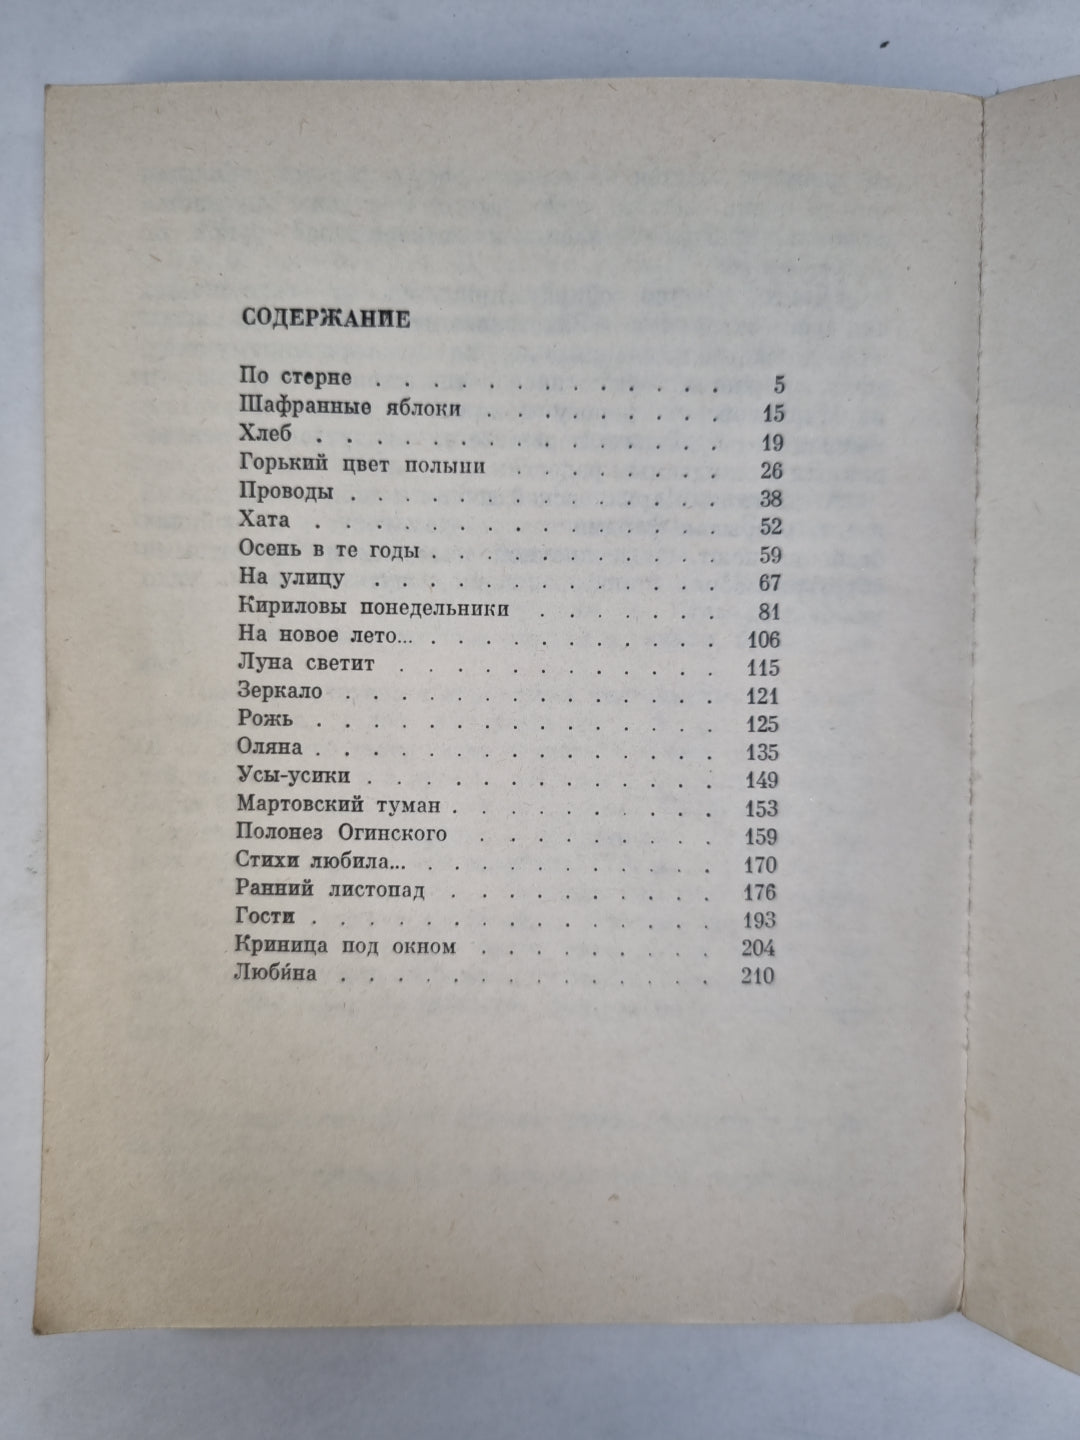 СОДЕРЖАНИЕ
По стерне . . . . . . . . . . . . . 5
Шафранные яблоки . . . . . . . . . 15
Хлеб . . . . . . . . . . . . . . . 19
Горький цвет полыни . . . . . . . . 26
Проводы . . . . . . . . . . . . . . 38
Хата . . . . . . . . . . . . . . . 52
Осень в те годы . . . . . . . . . . 59
На улицу . . . . . . . . . . . . . 67
Кириловы понедельники . . . . . . . 81
На новое лето... . . . . . . . . . . 106
Луна светит . . . . . . . . . . . . 115
Зеркало . . . . . . . . . . . . . . 121
Рожь . . . . . . . . . . . . . . . 125
Оляна . . . . . . . . . . . . . . . 135
Усы-усики . . . . . . . . . . . . . 149
Мартовский туман . . . . . . . . . . 153
Полонез Огинского . . . . . . . . . 159
Стихи любила... . . . . . . . . . . . 170
Ранний листопад . . . . . . . . . . 176
Гости . . . . . . . . . . . . . . . 193
Криница под окном . . . . . . . . . 204
Люби́на . . . . . . . . . . . . . . 210